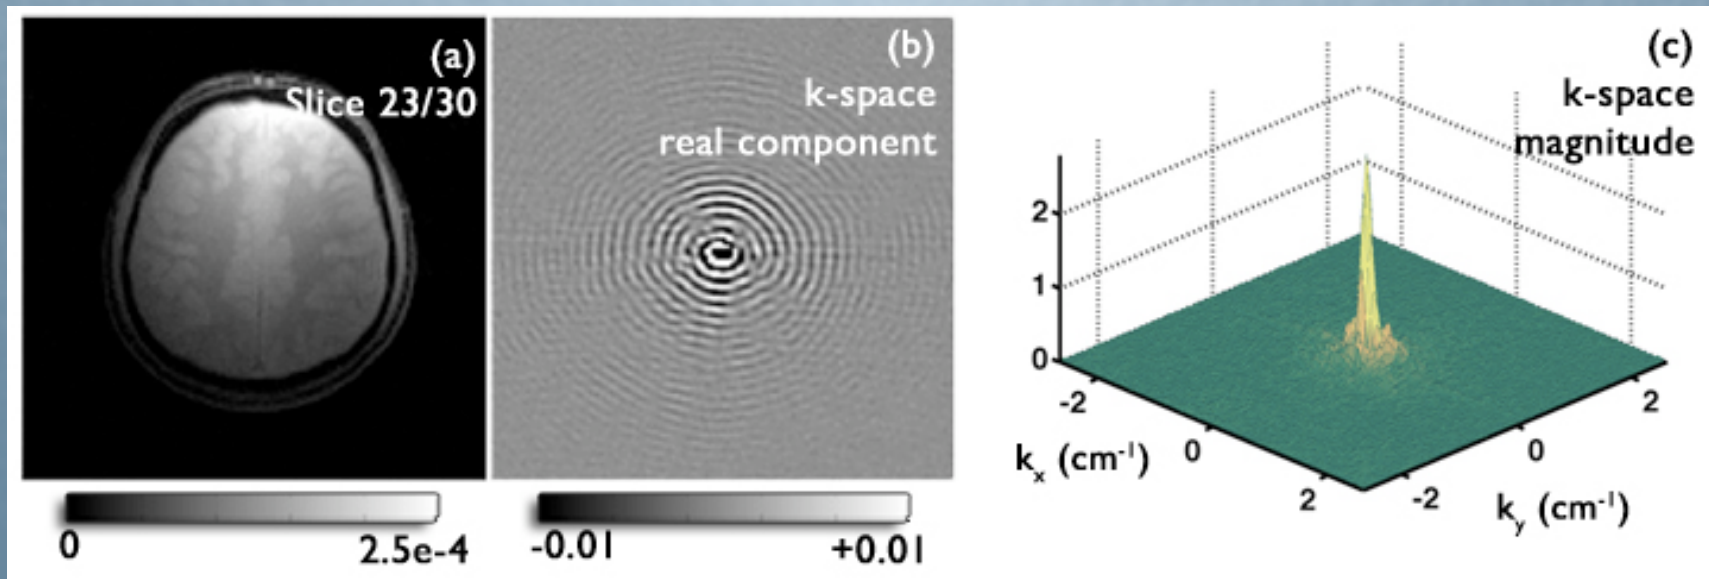 (a)
Slice 23/30
0
2.5e-4
(b)
k-space
real component
-0.01
+0.01
(c)
k-space
magnitude
2
1
0
-2
0
2
kₓ (cm⁻¹)
-2
0
2
k_y (cm⁻¹)